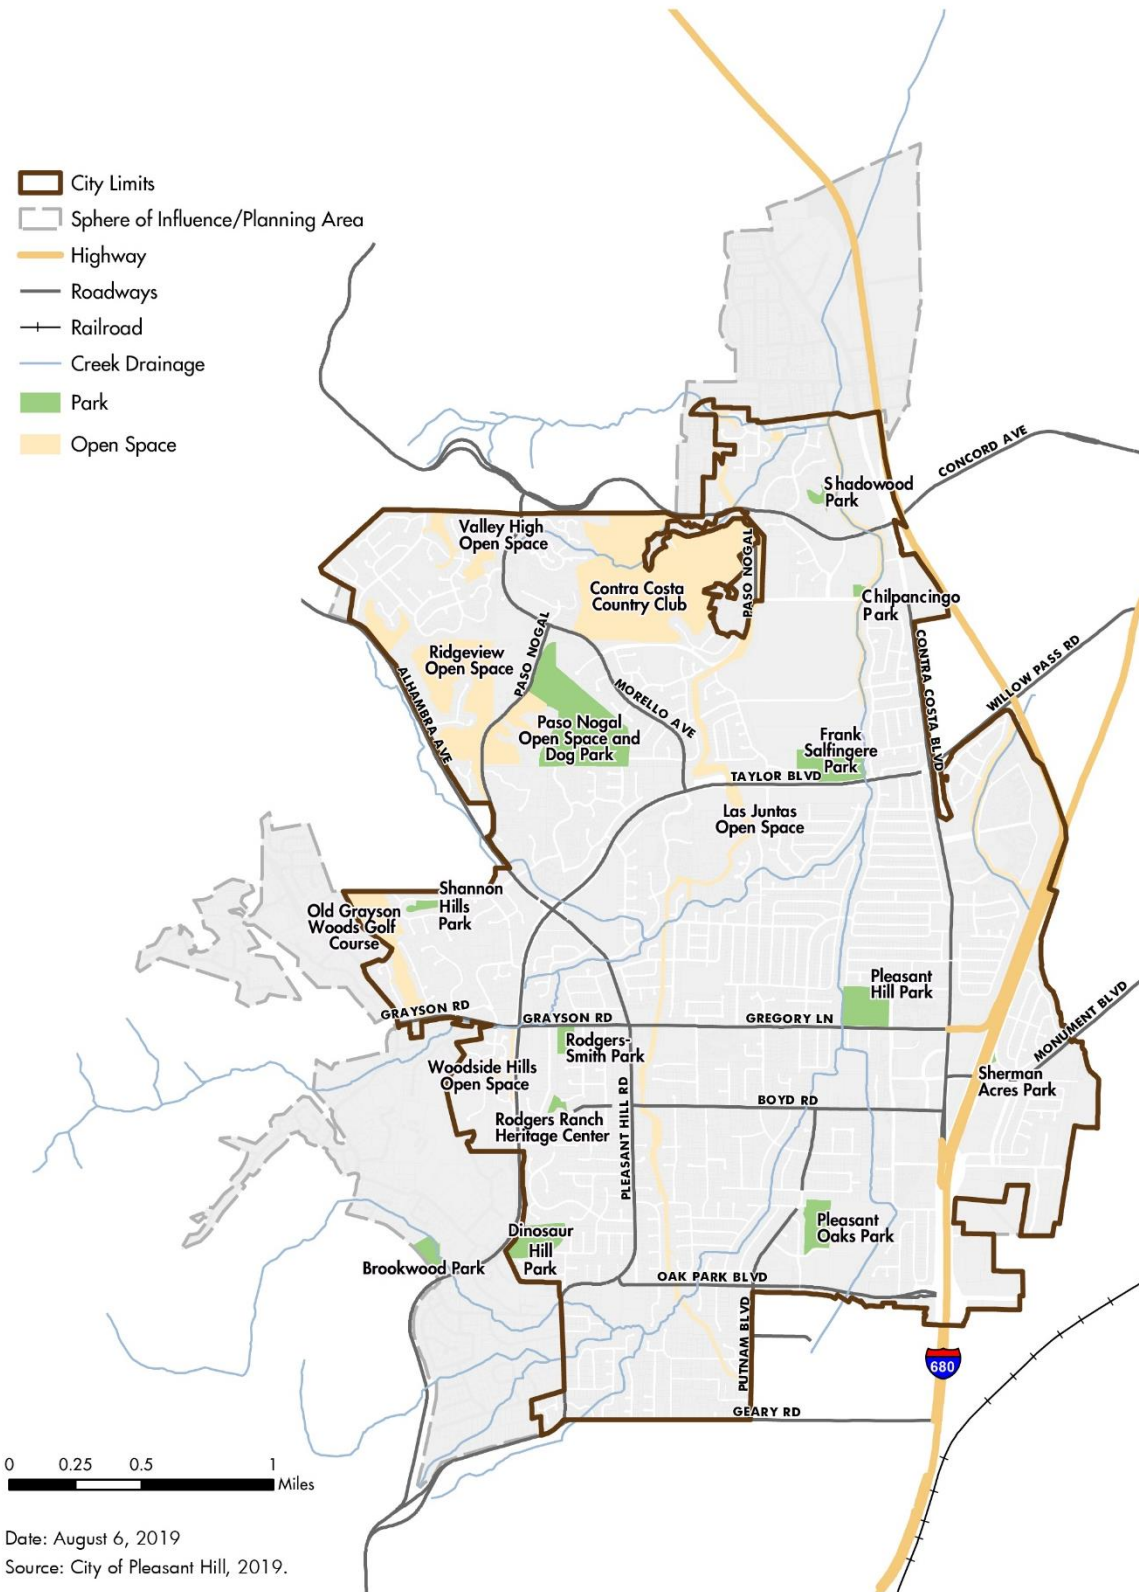 City Limits
Sphere of Influence/Planning Area
Highway
Roadways
Railroad
Creek Drainage
Park
Open Space
CONCORD AVE
Shadowood
Park
Valley High
Open Space
PASO NOGAL
Contra Costa
Country Club
Chilpancingo
Park
CONTRA COSTA BLVD
WILLOW PASS RD
Ridgeview
Open Space
PASO NOGAL
ALHAMBRA AVE
MORELLO AVE
Paso Nogal
Open Space and
Dog Park
Frank
Salfingere
Park
TAYLOR BLVD
Las Juntas
Open Space
Shannon
Hills
Park
Old Grayson
Woods Golf
Course
Pleasant
Hill Park
GRAYSON RD
GRAYSON RD
GREGORY LN
MONUMENT BLVD
Rodgers-
Smith Park
Woodside Hills
Open Space
Sherman
Acres Park
BOYD RD
Rodgers Ranch
Heritage Center
PLEASANT HILL RD
Pleasant
Oaks Park
Dinosaur
Hill
Park
Brookwood Park
OAK PARK BLVD
PUTNAM BLVD
680
GEARY RD
0 0.25 0.5 1
Miles
Date: August 6, 2019
Source: City of Pleasant Hill, 2019.